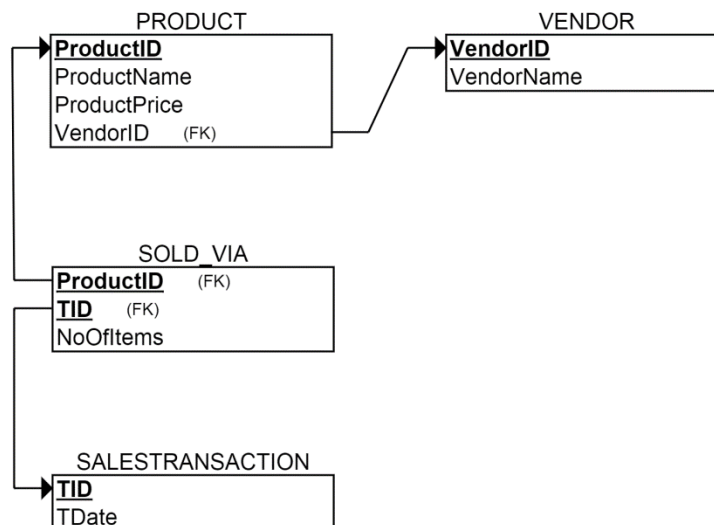 PRODUCT
ProductID
ProductName
ProductPrice
VendorID (FK)
VENDOR
VendorID
VendorName
SOLD_VIA
ProductID (FK)
TID (FK)
NoOfItems
SALESTRANSACTION
TID
TDate